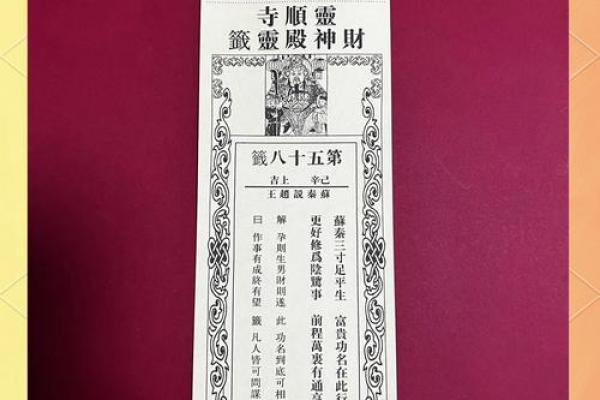 靈順寺
財神殿靈籤
第五十八籤
己辛 上吉
蘇秦説趙王
蘇秦三寸足平生 富貴功名在此行
更好修爲陰騭事 前程萬裏有通亨
解 孕則生男財則遂 此 功名到底可相
曰 作事有成終有望 籤 凡人皆可問謀